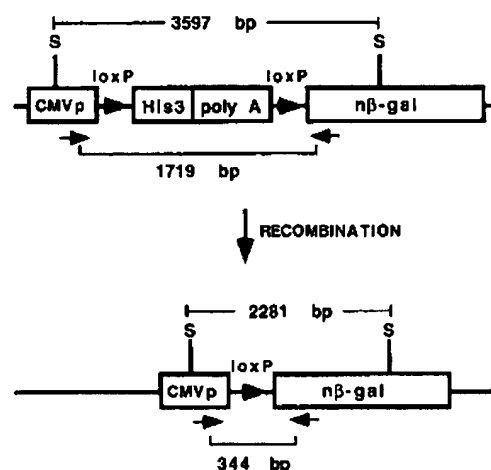 3597 bp
S S
loxP loxP
CMVp His3 poly A nβ-gal
1719 bp
RECOMBINATION
2281 bp
S S
loxP
CMVp nβ-gal
344 bp